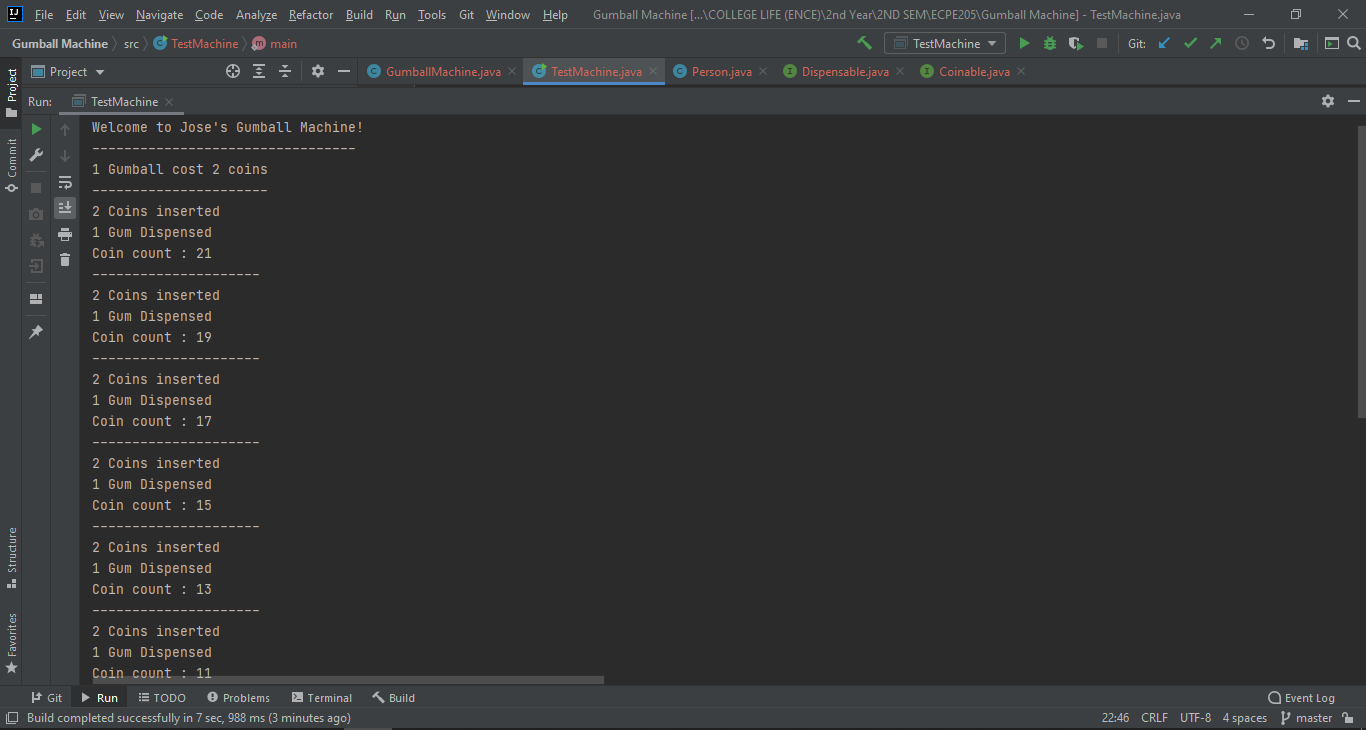 IJ File Edit View Navigate Code Analyze Refactor Build Run Tools Git Window Help Gumball Machine [...\COLLEGE LIFE (ENCE)\2nd Year\2ND SEM\ECPE205\Gumball Machine] - TestMachine.java
Gumball Machine src TestMachine main TestMachine Git:
Project Project GumballMachine.java TestMachine.java Person.java Dispensable.java Coinable.java
Run: TestMachine
Commit
Structure
Favorites
Welcome to Jose's Gumball Machine!
---------------------------------
1 Gumball cost 2 coins
----------------------
2 Coins inserted
1 Gum Dispensed
Coin count : 21
---------------------
2 Coins inserted
1 Gum Dispensed
Coin count : 19
---------------------
2 Coins inserted
1 Gum Dispensed
Coin count : 17
---------------------
2 Coins inserted
1 Gum Dispensed
Coin count : 15
---------------------
2 Coins inserted
1 Gum Dispensed
Coin count : 13
---------------------
2 Coins inserted
1 Gum Dispensed
Coin count : 11
Git Run TODO Problems Terminal Build Event Log
Build completed successfully in 7 sec, 988 ms (3 minutes ago) 22:46 CRLF UTF-8 4 spaces master